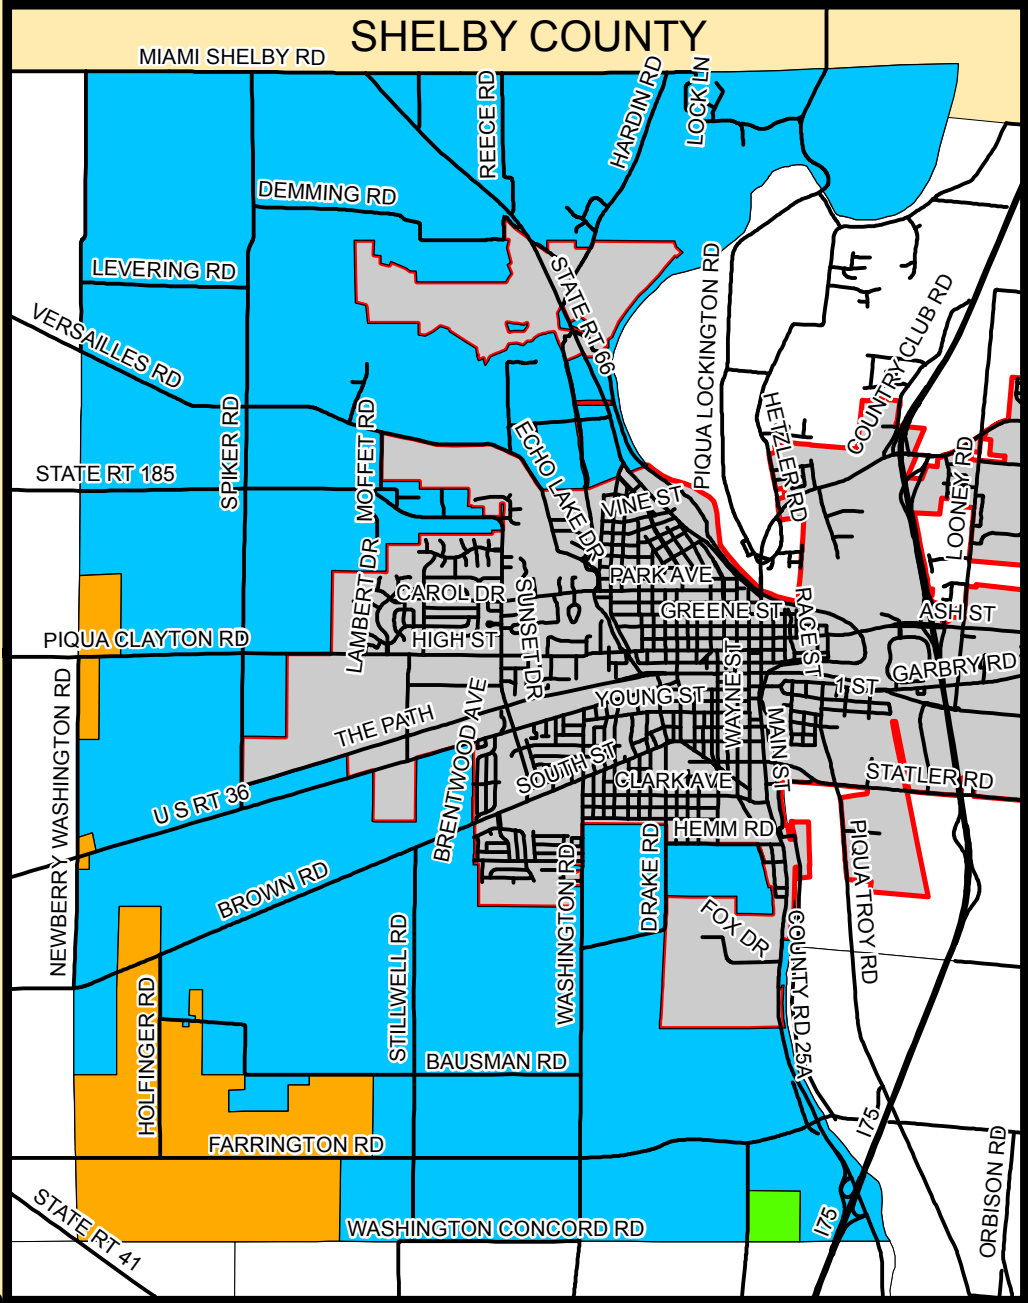 SHELBY COUNTY
MIAMI SHELBY RD
REECE RD
HARDIN RD
LOCK LN
DEMMING RD
LEVERING RD
VERSAILLES RD
STATE RT 66
PIQUA LOCKINGTON RD
COUNTRY CLUB RD
HETZLER RD
SPIKER RD
MOFFET RD
ECHO LAKE DR
STATE RT 185
VINE ST
LOONEY RD
LAMBERT DR
PARK AVE
CAROL DR
SUNSET DR
GREENE ST
RACE ST
ASH ST
PIQUA CLAYTON RD
HIGH ST
GARBRY RD
NEWBERRY WASHINGTON RD
THE PATH
BRENTWOOD AVE
YOUNG ST
WAYNE ST
1 ST
MAIN ST
U S RT 36
SOUTH ST
CLARK AVE
STATLER RD
HEMM RD
PIQUA TROY RD
BROWN RD
WASHINGTON RD
DRAKE RD
FOX DR
COUNTY RD 25A
HOLFINGER RD
STILLWELL RD
BAUSMAN RD
I75
FARRINGTON RD
ORBISON RD
STATE RT 41
WASHINGTON CONCORD RD
I75